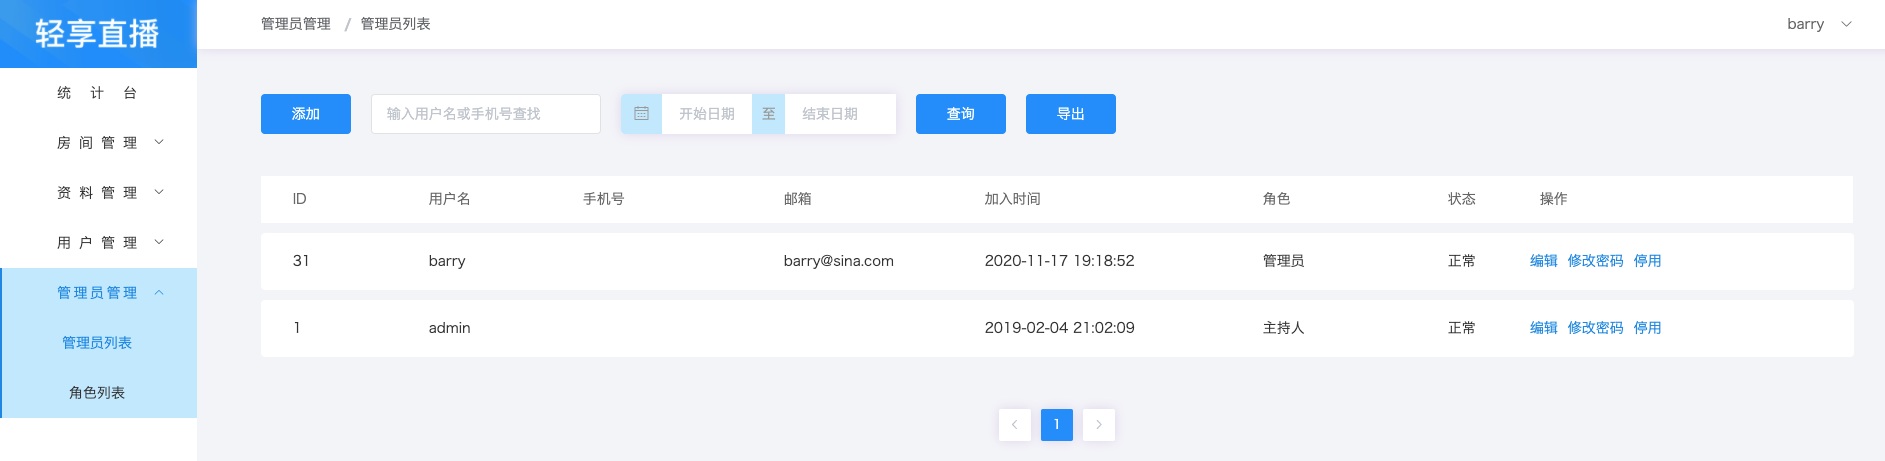 轻享直播
管理员管理 / 管理员列表
barry
统计台
房间管理
资料管理
用户管理
管理员管理
管理员列表
角色列表
添加 输入用户名或手机号查找 开始日期 至 结束日期 查询 导出
ID 用户名 手机号 邮箱 加入时间 角色 状态 操作
31 barry barry@sina.com 2020-11-17 19:18:52 管理员 正常 编辑 修改密码 停用
1 admin 2019-02-04 21:02:09 主持人 正常 编辑 修改密码 停用
1